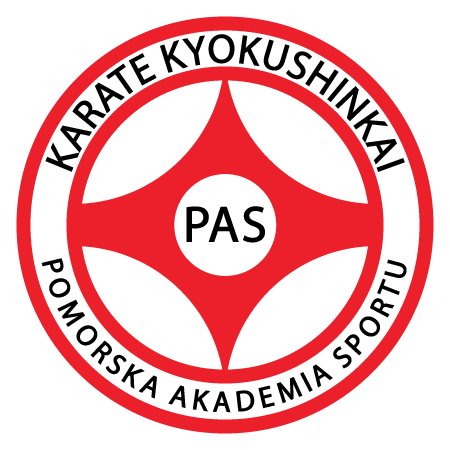 KARATE KYOKUSHINKAI
PAS
POMORSKA AKADEMIA SPORTU